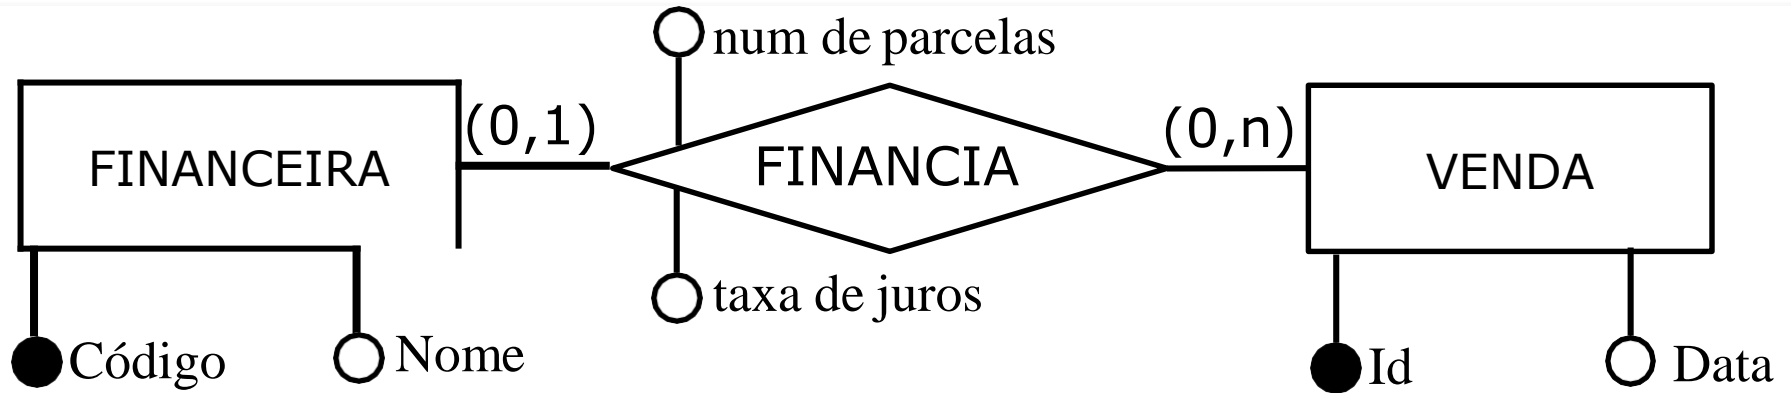 num de parcelas
(0,1)
(0,n)
FINANCEIRA
FINANCIA
VENDA
taxa de juros
Código
Nome
Id
Data